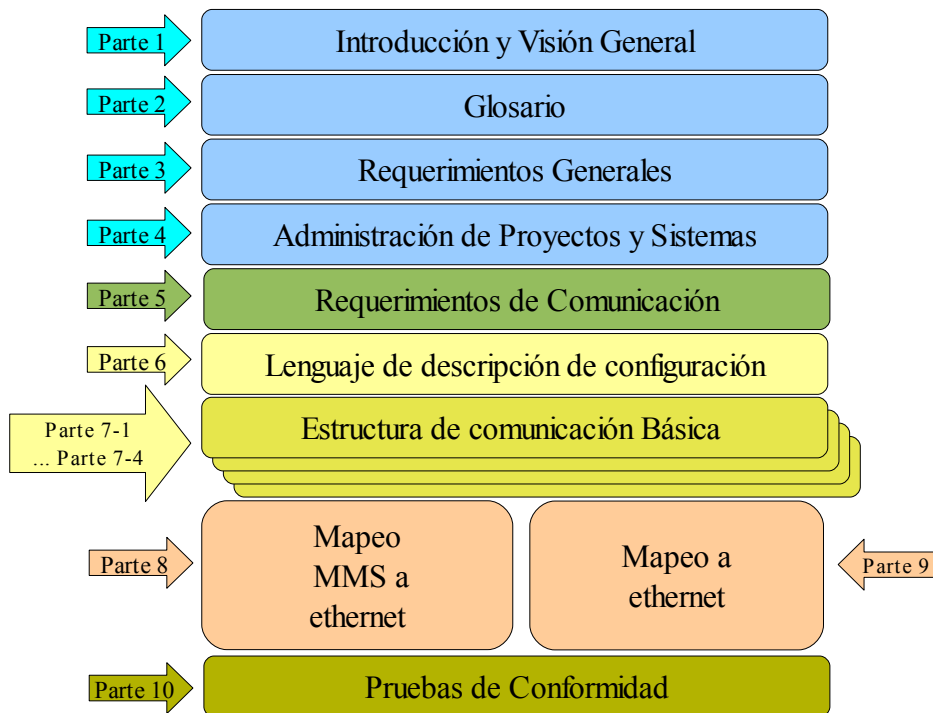 Parte 1
Introducción y Visión General
Parte 2
Glosario
Parte 3
Requerimientos Generales
Parte 4
Administración de Proyectos y Sistemas
Parte 5
Requerimientos de Comunicación
Parte 6
Lenguaje de descripción de configuración
Parte 7-1
... Parte 7-4
Estructura de comunicación Básica
Parte 8
Mapeo
MMS a
ethernet
Mapeo a
ethernet
Parte 9
Parte 10
Pruebas de Conformidad